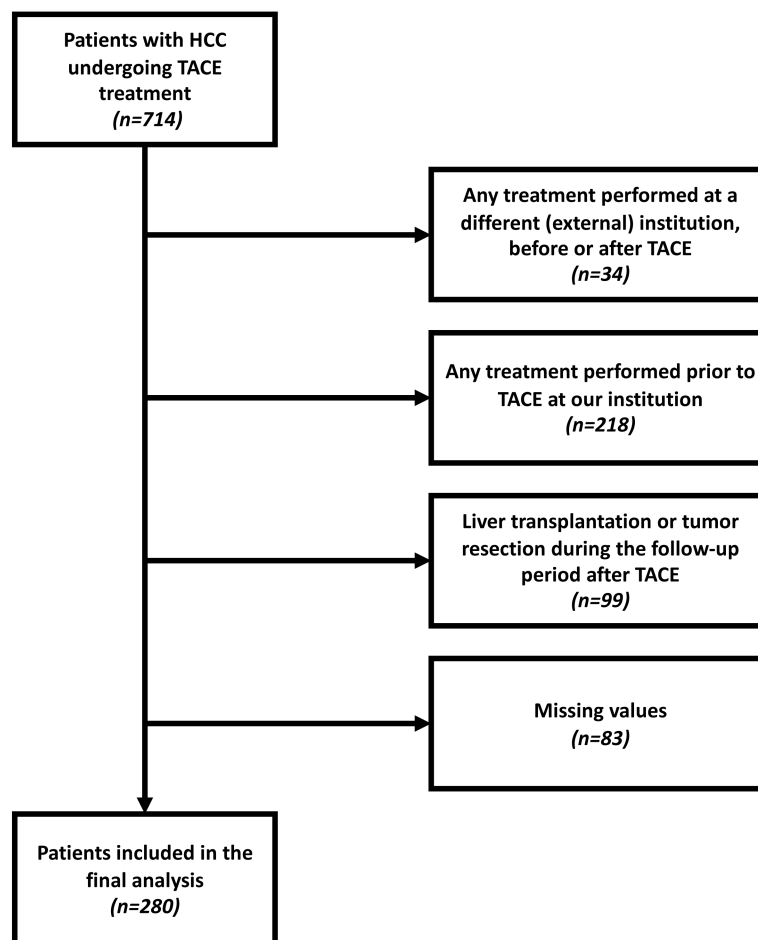 Patients with HCC
undergoing TACE
treatment
(n=714)
Any treatment performed at a
different (external) institution,
before or after TACE
(n=34)
Any treatment performed prior to
TACE at our institution
(n=218)
Liver transplantation or tumor
resection during the follow-up
period after TACE
(n=99)
Missing values
(n=83)
Patients included in the
final analysis
(n=280)